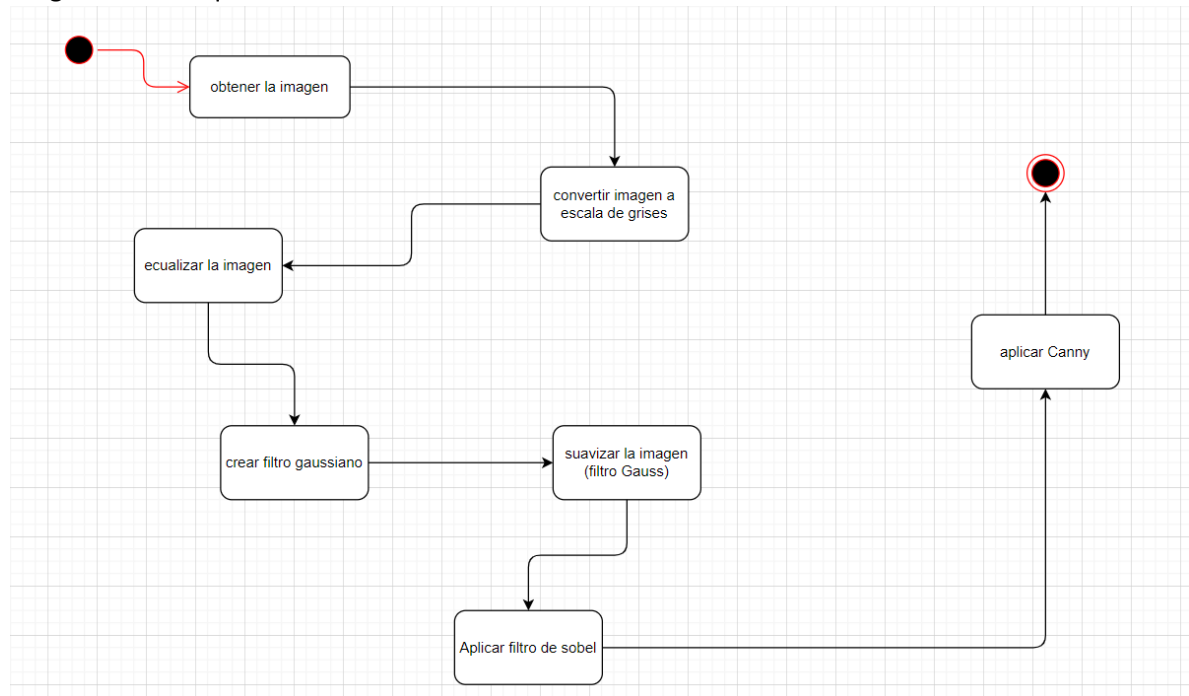 obtener la imagen
convertir imagen a
escala de grises
ecualizar la imagen
aplicar Canny
crear filtro gaussiano
suavizar la imagen
(filtro Gauss)
Aplicar filtro de sobel